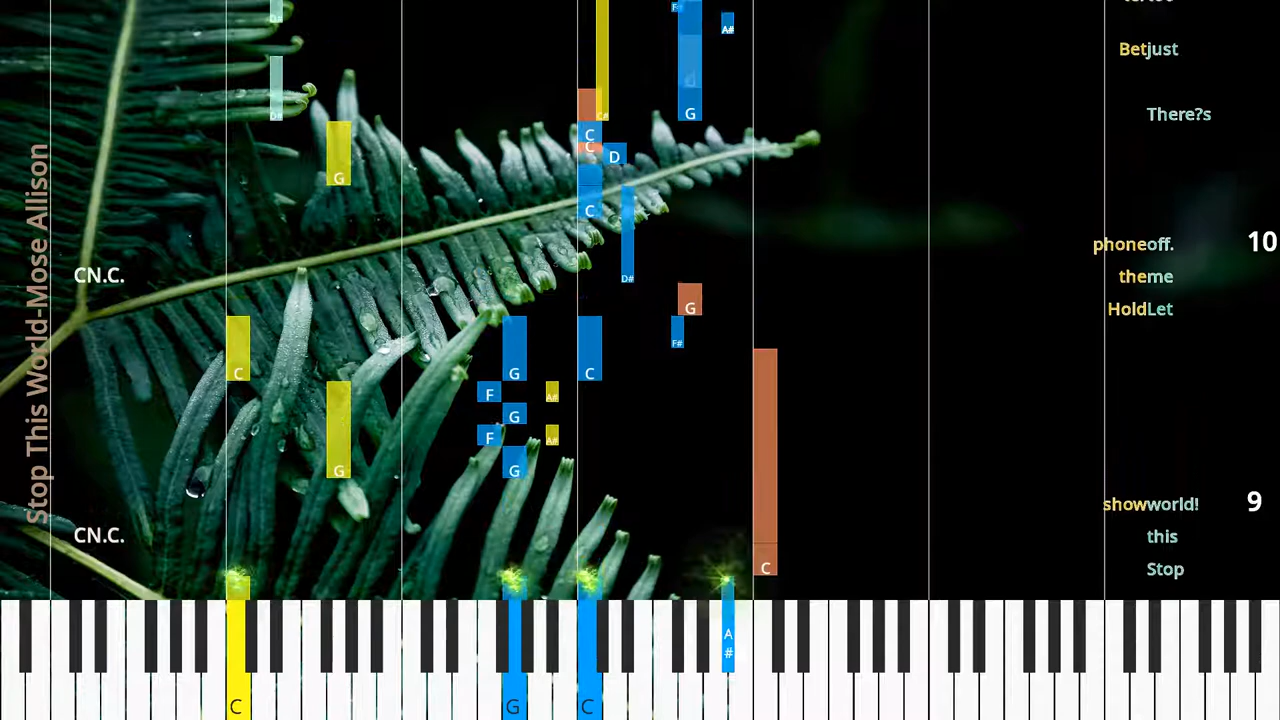 D#
F#
A#
Betjust
D#
C#
G
There?s
C
C
D
G
C
Stop This World-Mose Allison
phoneoff.
10
CN.C.
D#
theme
G
HoldLet
F#
C
G
C
F
A#
G
F
A#
G
G
showworld!
9
CN.C.
this
C
Stop
A
#
C
G
C